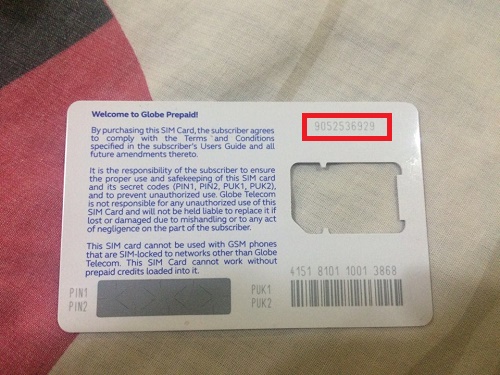 Welcome to Globe Prepaid!
9052536929
By purchasing this SIM Card, the subscriber agrees
to comply with the Terms and Conditions
specified in the subscriber's Users Guide and all
future amendments thereto.
It is the responsibility of the subscriber to ensure
the proper use and safekeeping of this SIM card
and its secret codes (PIN1, PIN2, PUK1, PUK2),
and to prevent unauthorized use. Globe Telecom
is not responsible for any unauthorized use of this
SIM Card and will not be held liable to replace it if
lost or damaged due to mishandling or to any act
of negligence on the part of the subscriber.
This SIM card cannot be used with GSM phones
that are SIM-locked to networks other than Globe
Telecom. This SIM Card cannot work without
prepaid credits loaded into it.
4151 8101 1001 3868
PIN1
PIN2
PUK1
PUK2